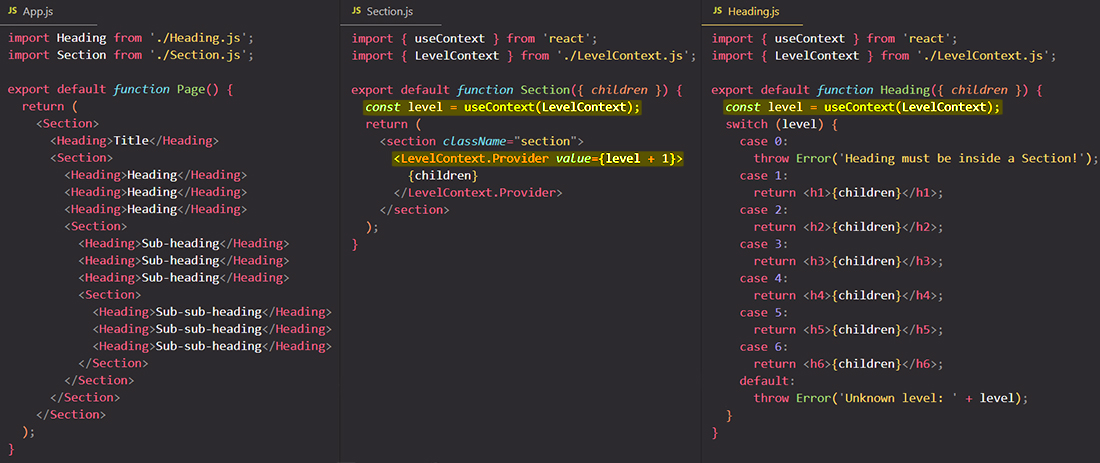 JS App.js
import Heading from './Heading.js';
import Section from './Section.js';
export default function Page() {
  return (
    <Section>
      <Heading>Title</Heading>
      <Section>
        <Heading>Heading</Heading>
        <Heading>Heading</Heading>
        <Heading>Heading</Heading>
        <Section>
          <Heading>Sub-heading</Heading>
          <Heading>Sub-heading</Heading>
          <Heading>Sub-heading</Heading>
          <Section>
            <Heading>Sub-sub-heading</Heading>
            <Heading>Sub-sub-heading</Heading>
            <Heading>Sub-sub-heading</Heading>
          </Section>
        </Section>
      </Section>
    </Section>
  );
}
JS Section.js
import { useContext } from 'react';
import { LevelContext } from './LevelContext.js';
export default function Section({ children }) {
  const level = useContext(LevelContext);
  return (
    <section className="section">
      <LevelContext.Provider value={level + 1}>
        {children}
      </LevelContext.Provider>
    </section>
  );
}
JS Heading.js
import { useContext } from 'react';
import { LevelContext } from './LevelContext.js';
export default function Heading({ children }) {
  const level = useContext(LevelContext);
  switch (level) {
    case 0:
      throw Error('Heading must be inside a Section!');
    case 1:
      return <h1>{children}</h1>;
    case 2:
      return <h2>{children}</h2>;
    case 3:
      return <h3>{children}</h3>;
    case 4:
      return <h4>{children}</h4>;
    case 5:
      return <h5>{children}</h5>;
    case 6:
      return <h6>{children}</h6>;
    default:
      throw Error('Unknown level: ' + level);
  }
}